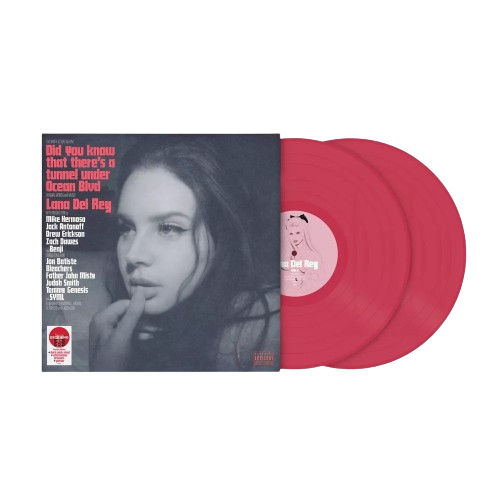 Did you know
that there's a
tunnel under
Ocean Blvd
Lana Del Rey
Mike Hermosa
Jack Antonoff
Drew Erickson
Zach Dawes
Benji
Jon Batiste
Bleachers
Father John Misty
Judah Smith
Tommy Genesis
SYML
na Del Rey